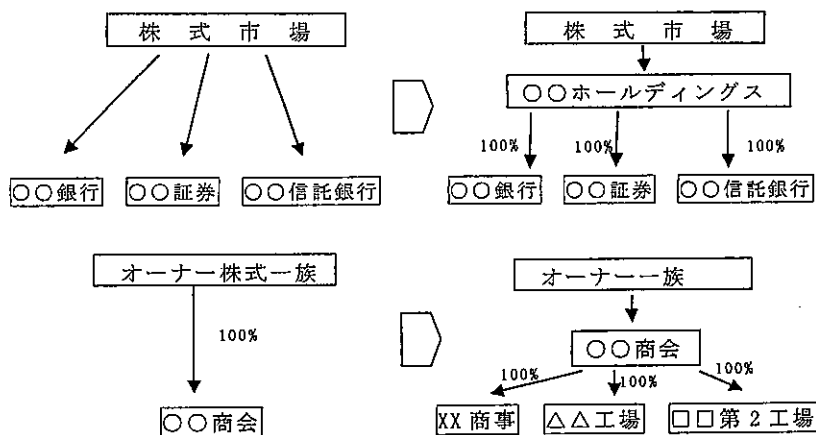 株式市場
○○銀行
○○証券
○○信託銀行
株式市場
○○ホールディングス
100%
100%
100%
○○銀行
○○証券
○○信託銀行
オーナー株式一族
100%
○○商会
オーナー一族
○○商会
100%
100%
100%
XX商事
△△工場
□□第2工場